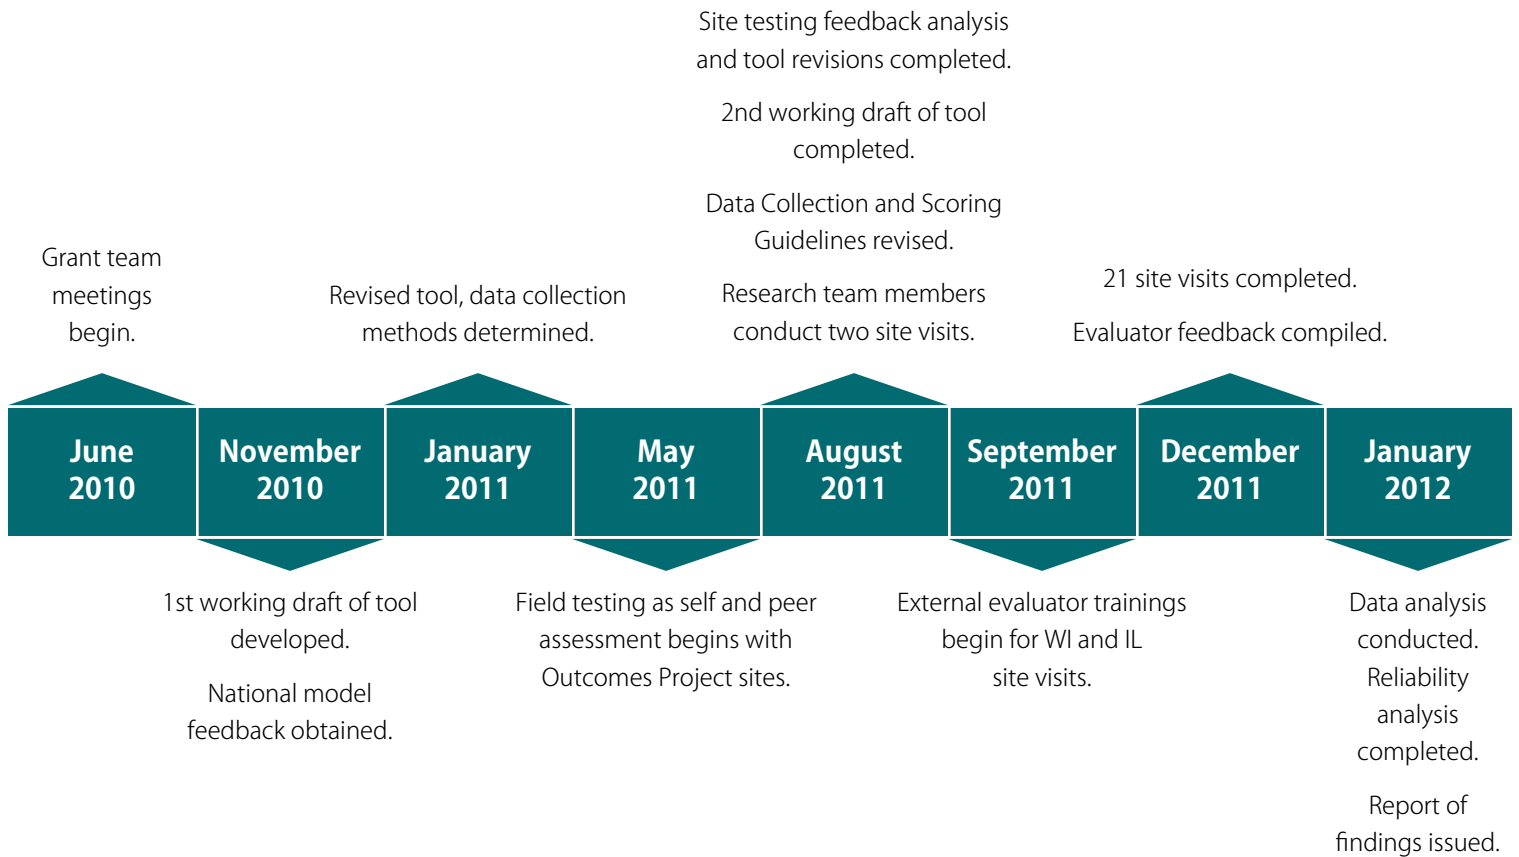 Site testing feedback analysis
and tool revisions completed.
2nd working draft of tool
completed.
Data Collection and Scoring
Guidelines revised.
Research team members
conduct two site visits.
Grant team
meetings
begin.
Revised tool, data collection
methods determined.
21 site visits completed.
Evaluator feedback compiled.
June
2010
November
2010
January
2011
May
2011
August
2011
September
2011
December
2011
January
2012
1st working draft of tool
developed.
National model
feedback obtained.
Field testing as self and peer
assessment begins with
Outcomes Project sites.
External evaluator trainings
begin for WI and IL
site visits.
Data analysis
conducted.
Reliability
analysis
completed.
Report of
findings issued.